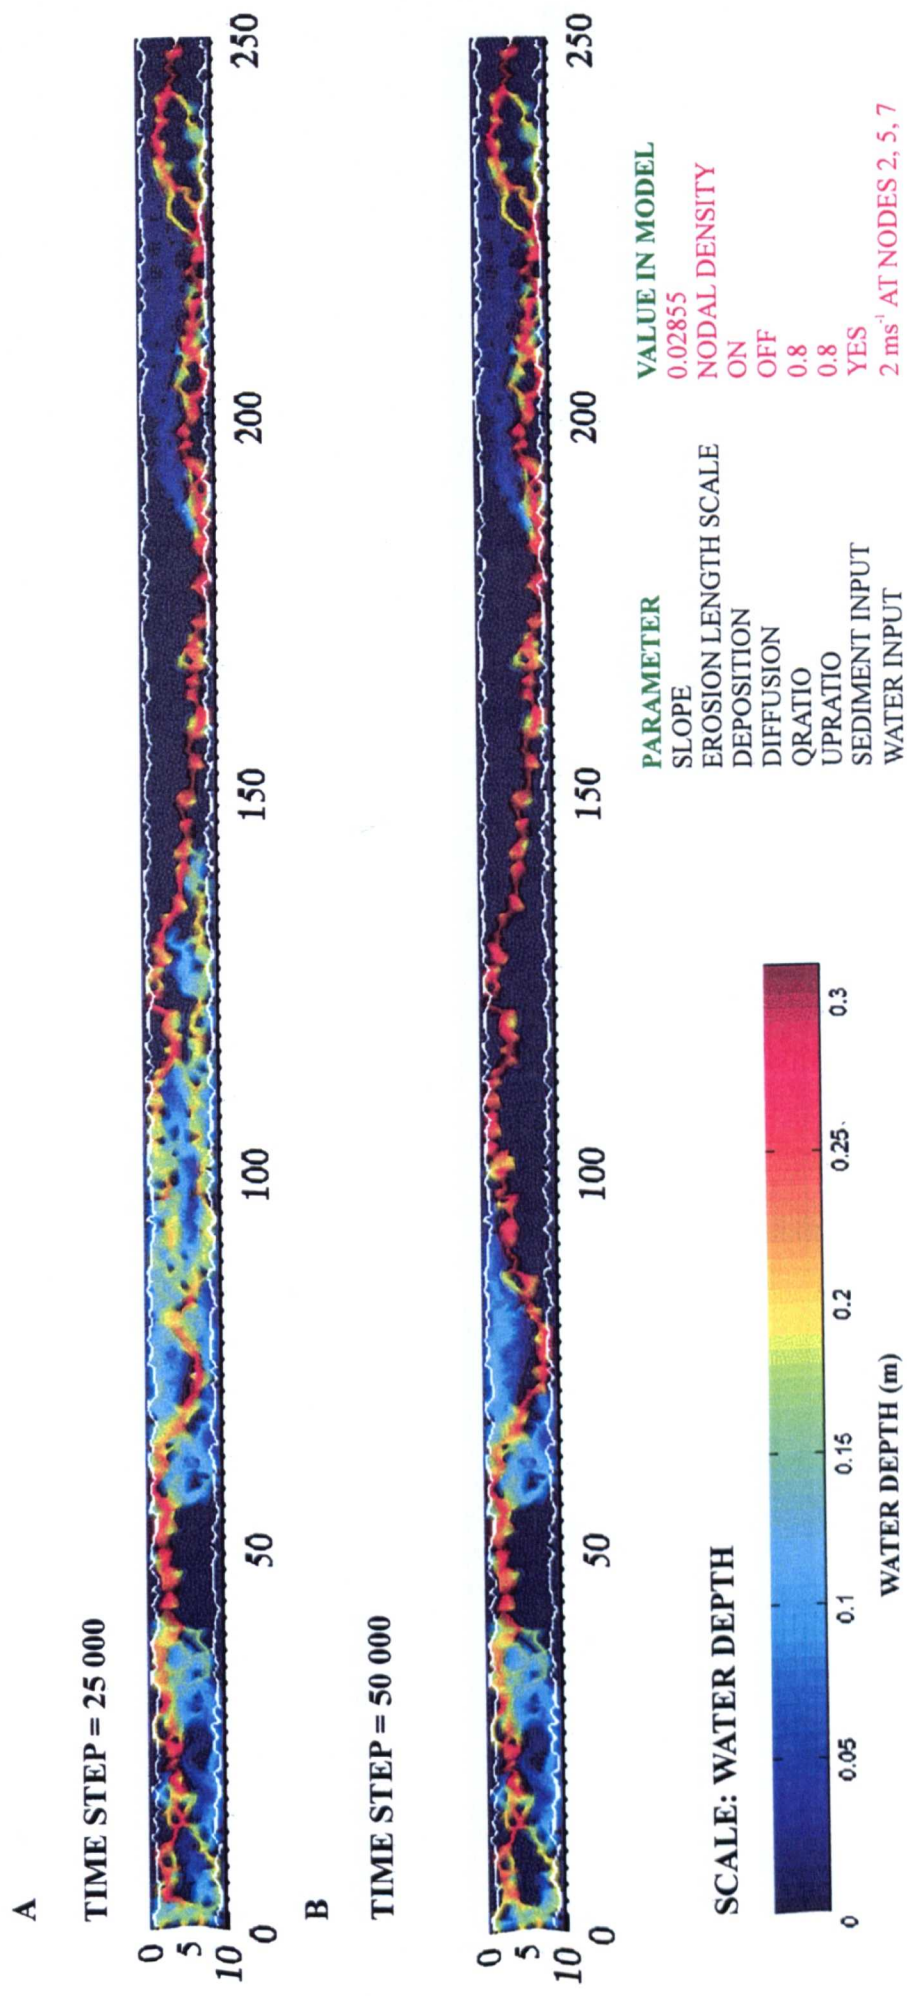 A
TIME STEP = 25 000
0
5
10
0 50 100 150 200 250
B
TIME STEP = 50 000
0
5
10
0 50 100 150 200 250
SCALE: WATER DEPTH
0 0.05 0.1 0.15 0.2 0.25 0.3
WATER DEPTH (m)
PARAMETER VALUE IN MODEL
SLOPE 0.02855
EROSION LENGTH SCALE NODAL DENSITY
DEPOSITION ON
DIFFUSION OFF
QRATIO 0.8
UPRATIO 0.8
SEDIMENT INPUT YES
WATER INPUT 2 ms⁻¹ AT NODES 2, 5, 7